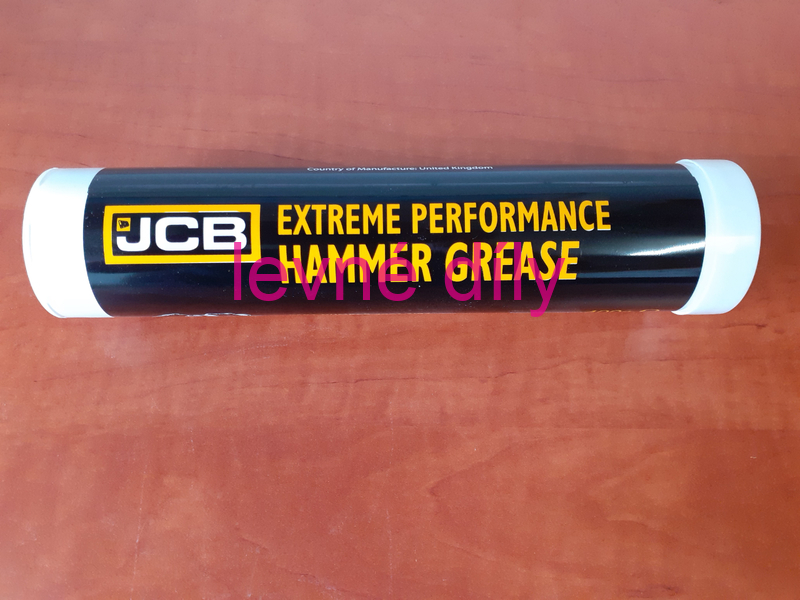 Country of Manufacture: United Kingdom
JCB
EXTREME PERFORMANCE
HAMMER GREASE
levné díly